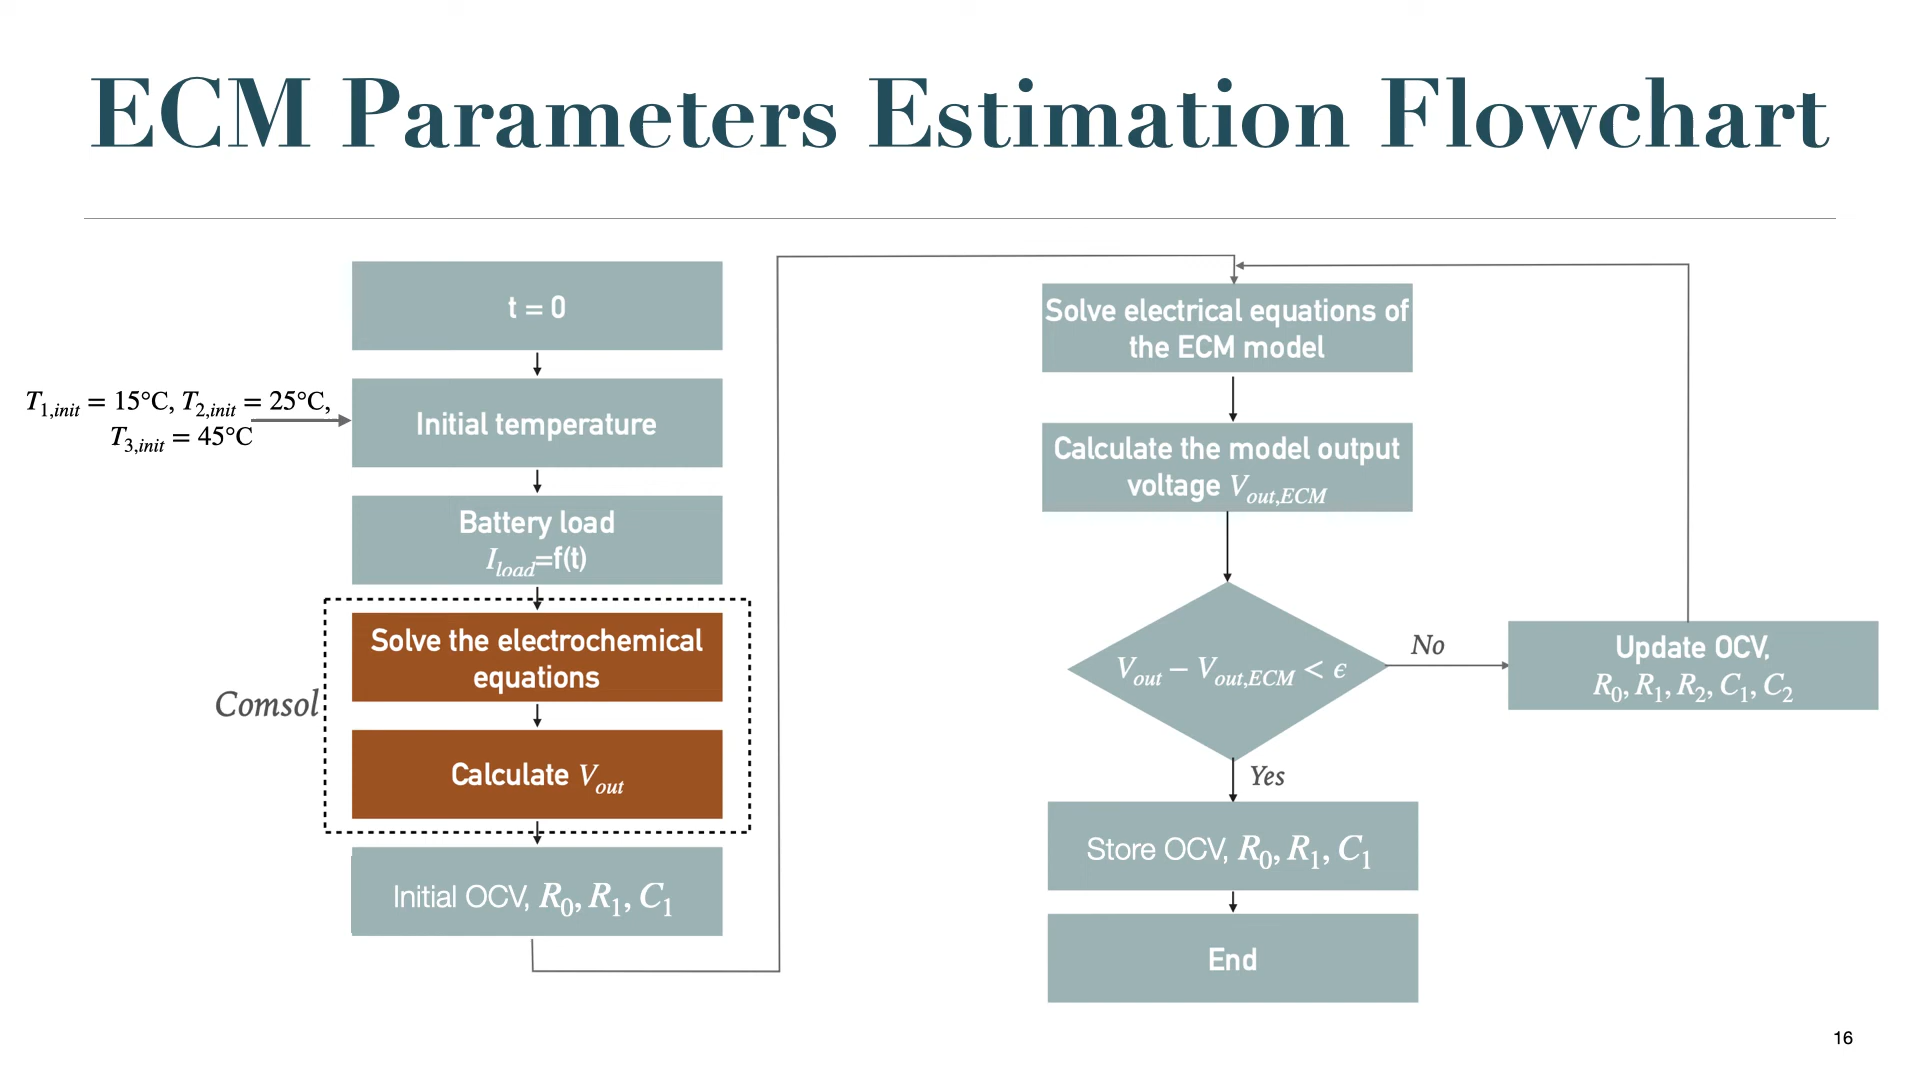 ECM Parameters Estimation Flowchart
t = 0
T1,init = 15°C, T2,init = 25°C,
T3,init = 45°C
Initial temperature
Battery load
Iload=f(t)
Comsol
Solve the electrochemical
equations
Calculate Vout
Initial OCV, R0, R1, C1
Solve electrical equations of
the ECM model
Calculate the model output
voltage Vout,ECM
Vout − Vout,ECM < ϵ
No
Update OCV,
R0, R1, R2, C1, C2
Yes
Store OCV, R0, R1, C1
End
16